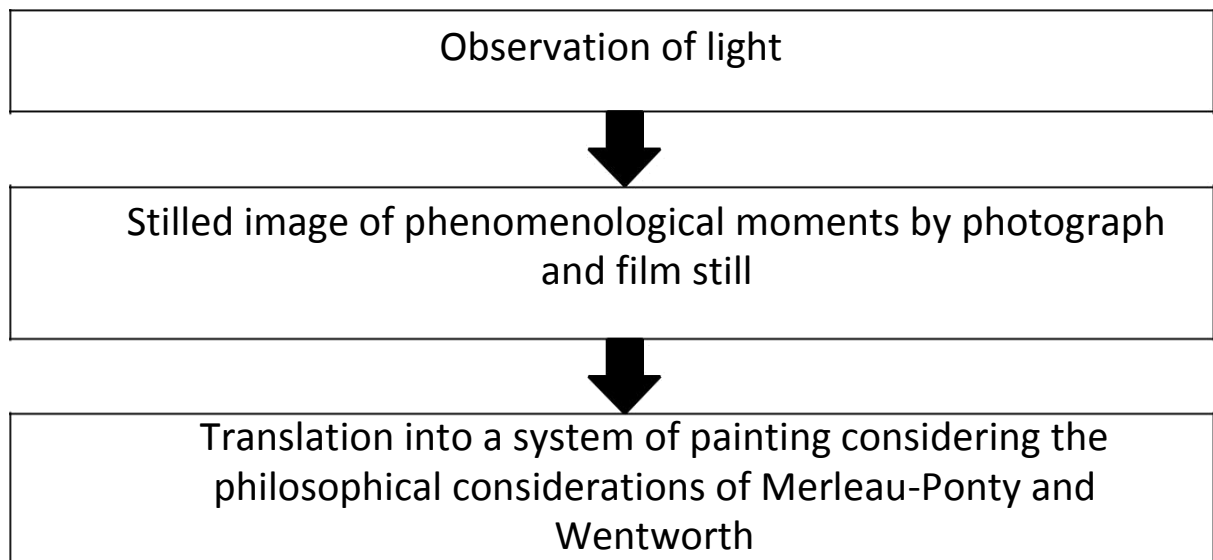 Observation of light
Stilled image of phenomenological moments by photograph
and film still
Translation into a system of painting considering the
philosophical considerations of Merleau-Ponty and
Wentworth